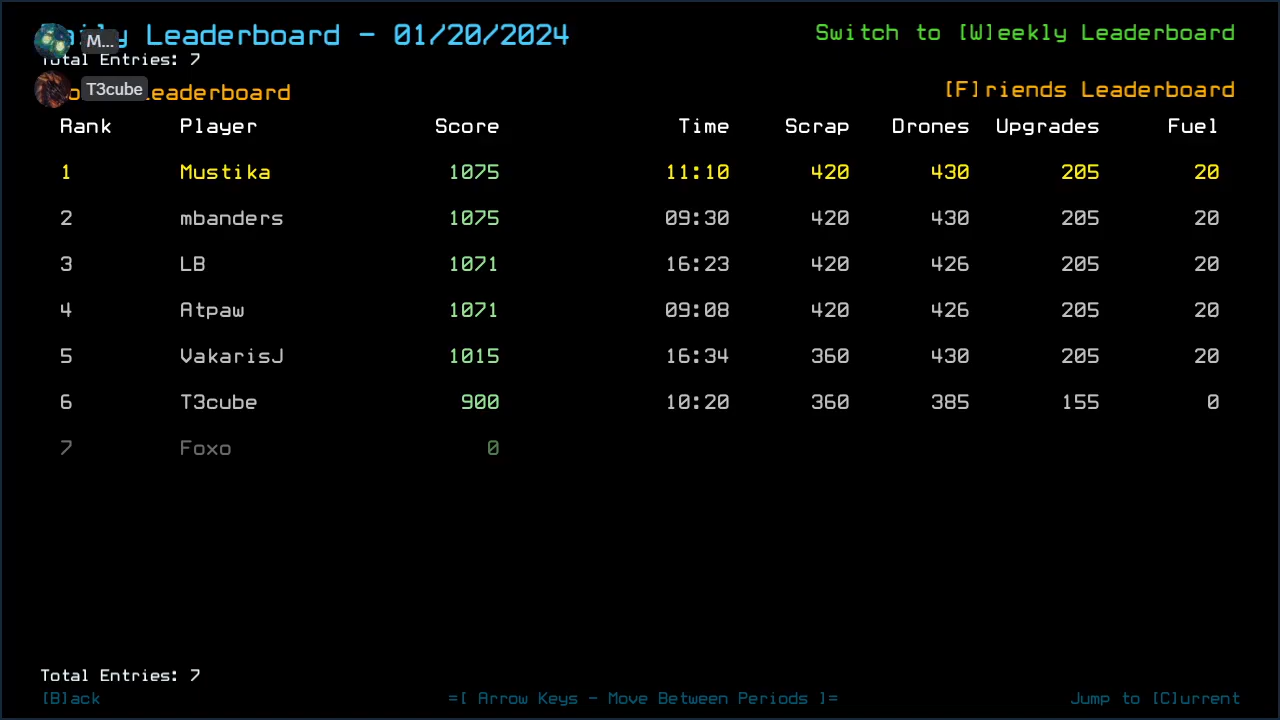 Leaderboard - 01/20/2024
Switch to [W]eekly Leaderboard
M...
Total Entries: 7
T3cube
Leaderboard
[F]riends Leaderboard
Rank Player Score Time Scrap Drones Upgrades Fuel
1 Mustika 1075 11:10 420 430 205 20
2 mbanders 1075 09:30 420 430 205 20
3 LB 1071 16:23 420 426 205 20
4 Atpaw 1071 09:08 420 426 205 20
5 VakarisJ 1015 16:34 360 430 205 20
6 T3cube 900 10:20 360 385 155 0
7 Foxo 0
Total Entries: 7
[B]ack
=[ Arrow Keys - Move Between Periods ]=
Jump to [C]urrent